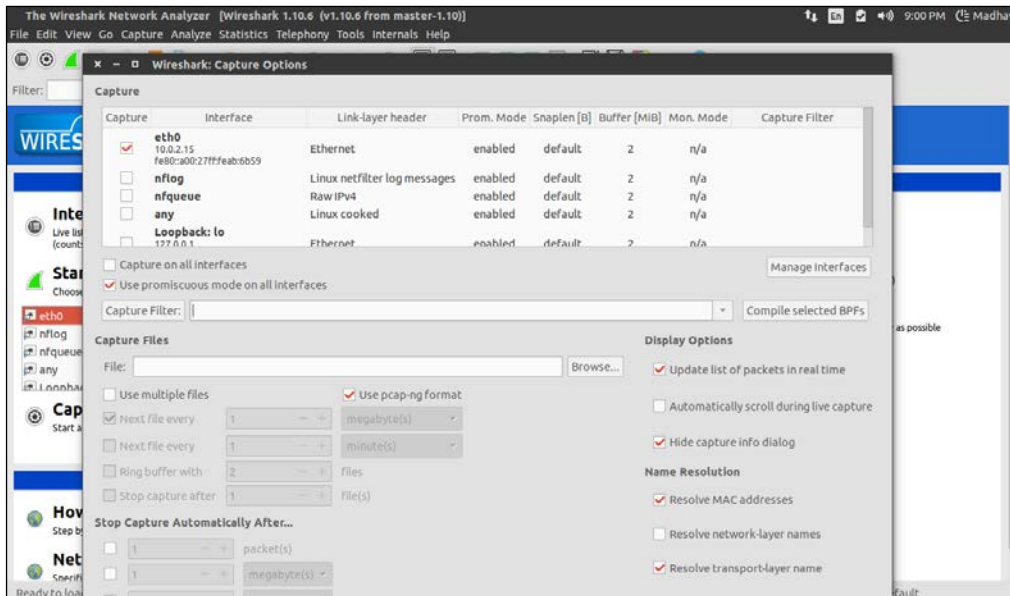 The Wireshark Network Analyzer [Wireshark 1.10.6 (v1.10.6 from master-1.10)]
En 9:00 PM Madha
File Edit View Go Capture Analyze Statistics Telephony Tools Internals Help
Wireshark: Capture Options
Filter:
Capture
WIRES
Capture Interface Link-layer header Prom. Mode Snaplen [B] Buffer [MiB] Mon. Mode Capture Filter
eth0
10.0.2.15 Ethernet enabled default 2 n/a
fe80::a00:27ff:feab:6b59
nflog Linux netfilter log messages enabled default 2 n/a
nfqueue Raw IPv4 enabled default 2 n/a
any Linux cooked enabled default 2 n/a
Loopback: lo
127.0.0.1 Ethernet enabled default 2 n/a
Inte
Live list
(counts
Capture on all interfaces
Manage Interfaces
Use promiscuous mode on all interfaces
Star
Choose
Capture Filter:
Compile selected BPFs
eth0
nflog
nfqueue
any
Loopba
as possible
Capture Files
File:
Browse...
Use multiple files
Use pcap-ng format
Next file every 1 megabyte(s)
Next file every 1 minute(s)
Ring buffer with 2 files
Stop capture after 1 file(s)
Display Options
Update list of packets in real time
Automatically scroll during live capture
Hide capture info dialog
Name Resolution
Resolve MAC addresses
Resolve network-layer names
Resolve transport-layer name
Cap
Start a
How
Step by
Net
Specifi
Stop Capture Automatically After...
1 packet(s)
1 megabyte(s)
Ready to loa
fault